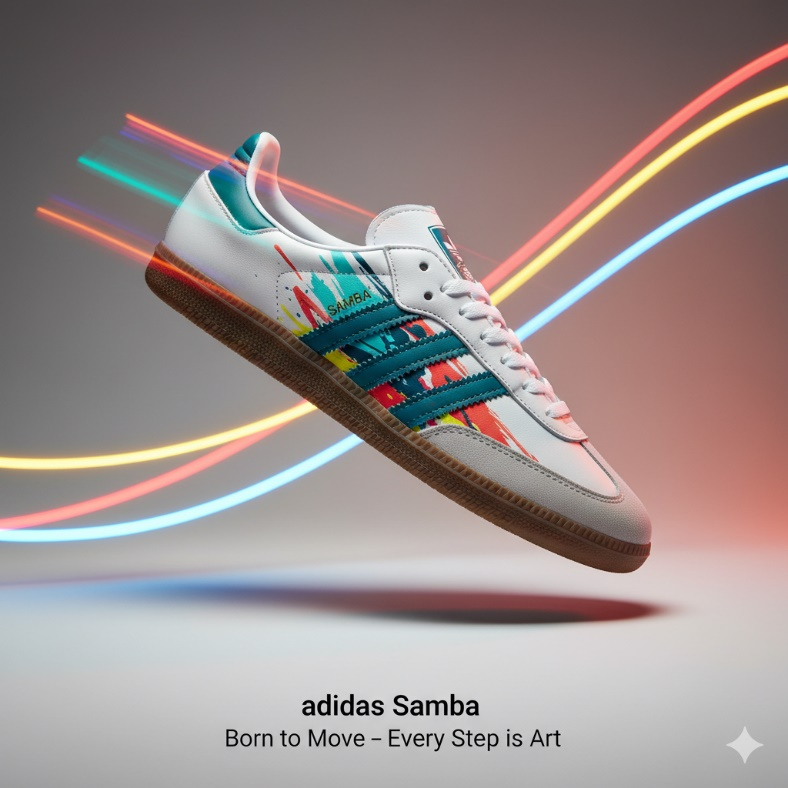 SAMBA
adidas Samba
Born to Move – Every Step is Art